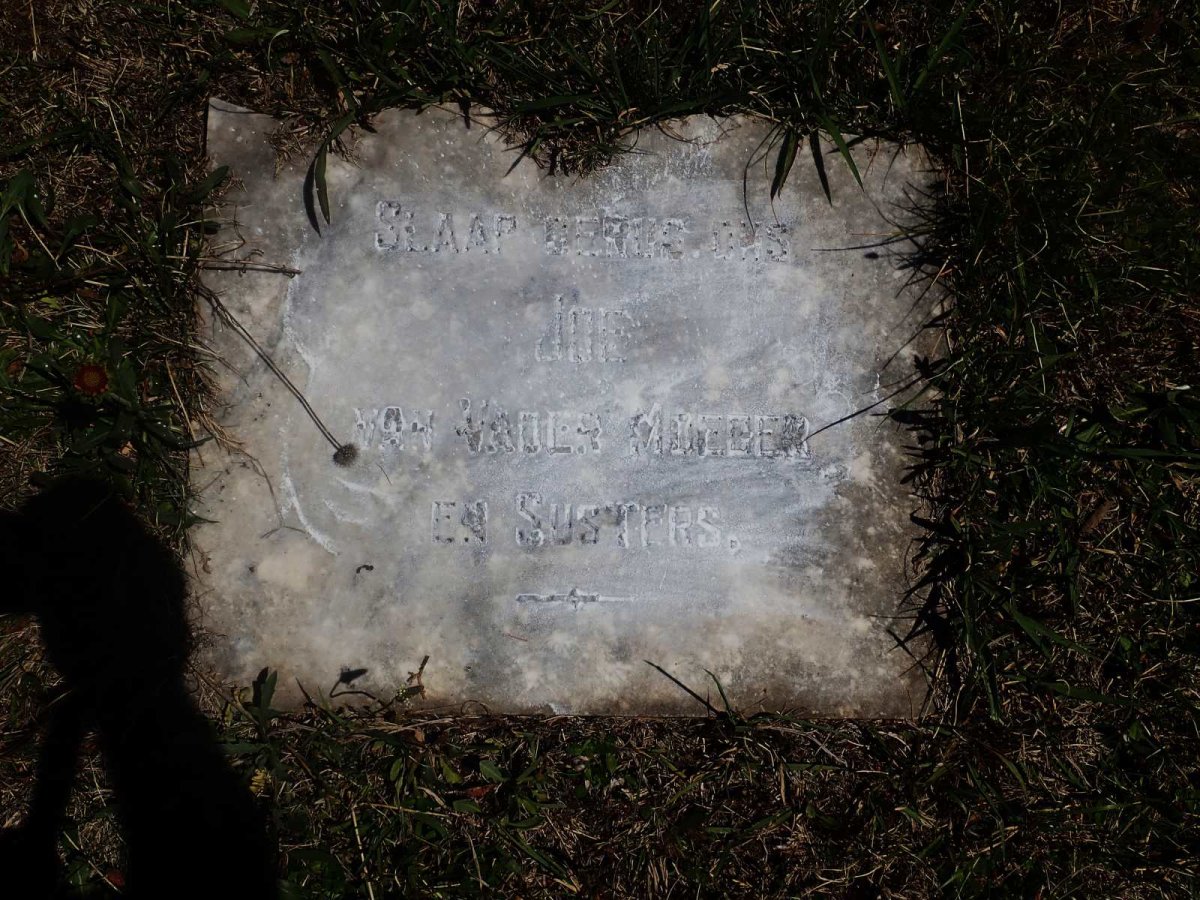 SLAAP GERUS ONS
JOE
VAN VADER MOEDER
EN SUSTERS,